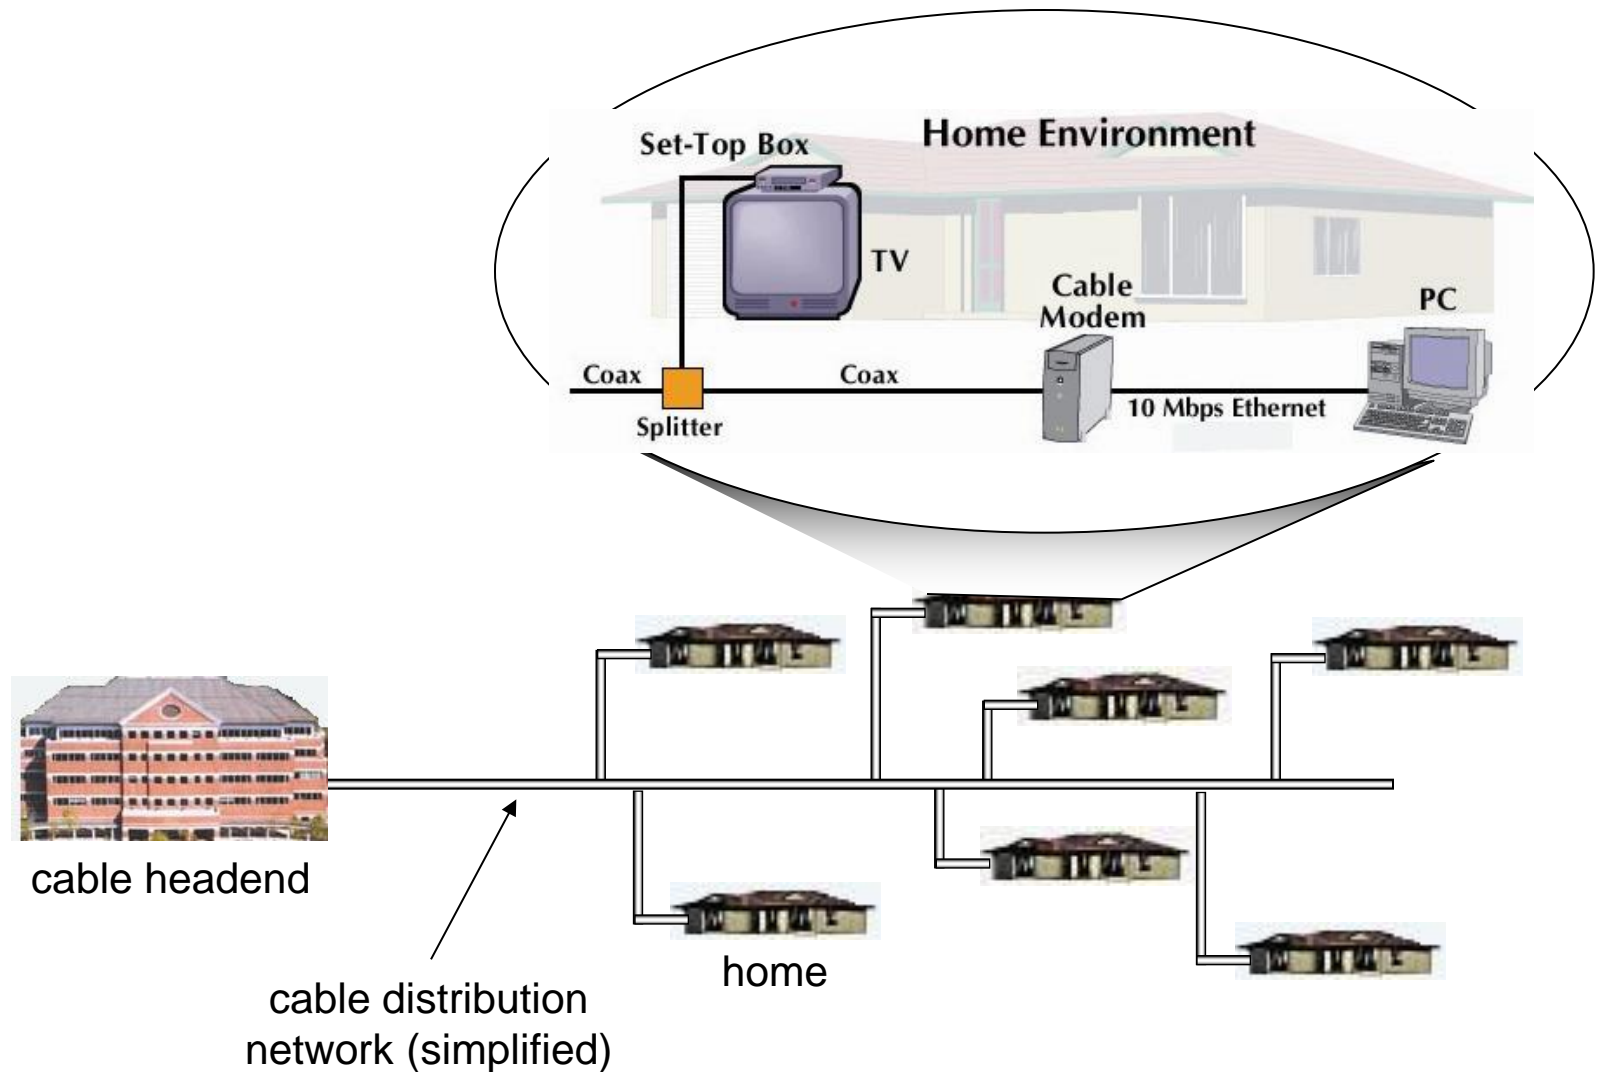 Home Environment
Set-Top Box
TV
Cable
Modem
PC
Coax
Coax
10 Mbps Ethernet
Splitter
cable headend
home
cable distribution
network (simplified)